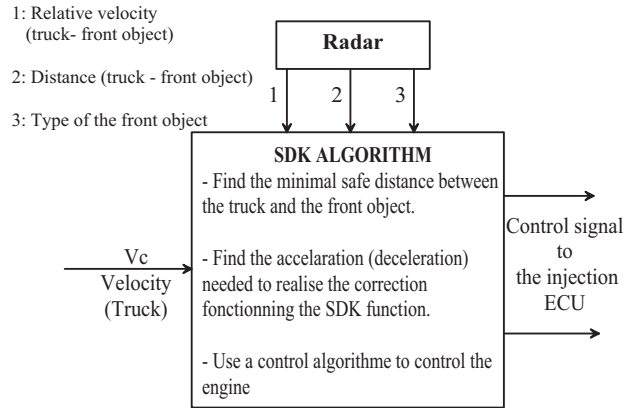 1: Relative velocity
(truck- front object)
2: Distance (truck - front object)
3: Type of the front object
Radar
1 2 3
SDK ALGORITHM
- Find the minimal safe distance between
the truck and the front object.
- Find the accelaration (deceleration)
needed to realise the correction
fonctionning the SDK function.
- Use a control algorithme to control the
engine
Vc
Velocity
(Truck)
Control signal
to
the injection
ECU